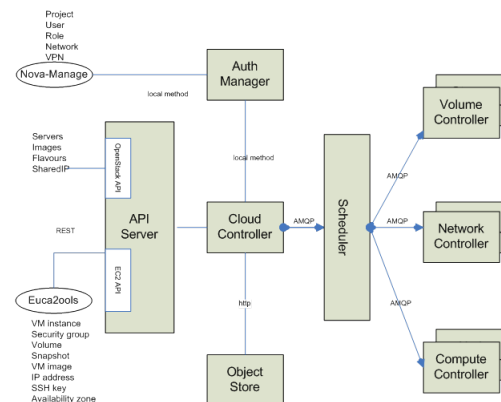 Project
User
Role
Network
VPN
Nova-Manage
local method
Auth
Manager
Volume
Controller
Servers
Images
Flavours
SharedIP
OpenStack API
local method
AMQP
REST
API
Server
Cloud
Controller
AMQP
Scheduler
AMQP
Network
Controller
EC2 API
Euca2ools
http
AMQP
VM instance
Security group
Volume
Snapshot
VM image
IP address
SSH key
Availability zone
Object
Store
Compute
Controller